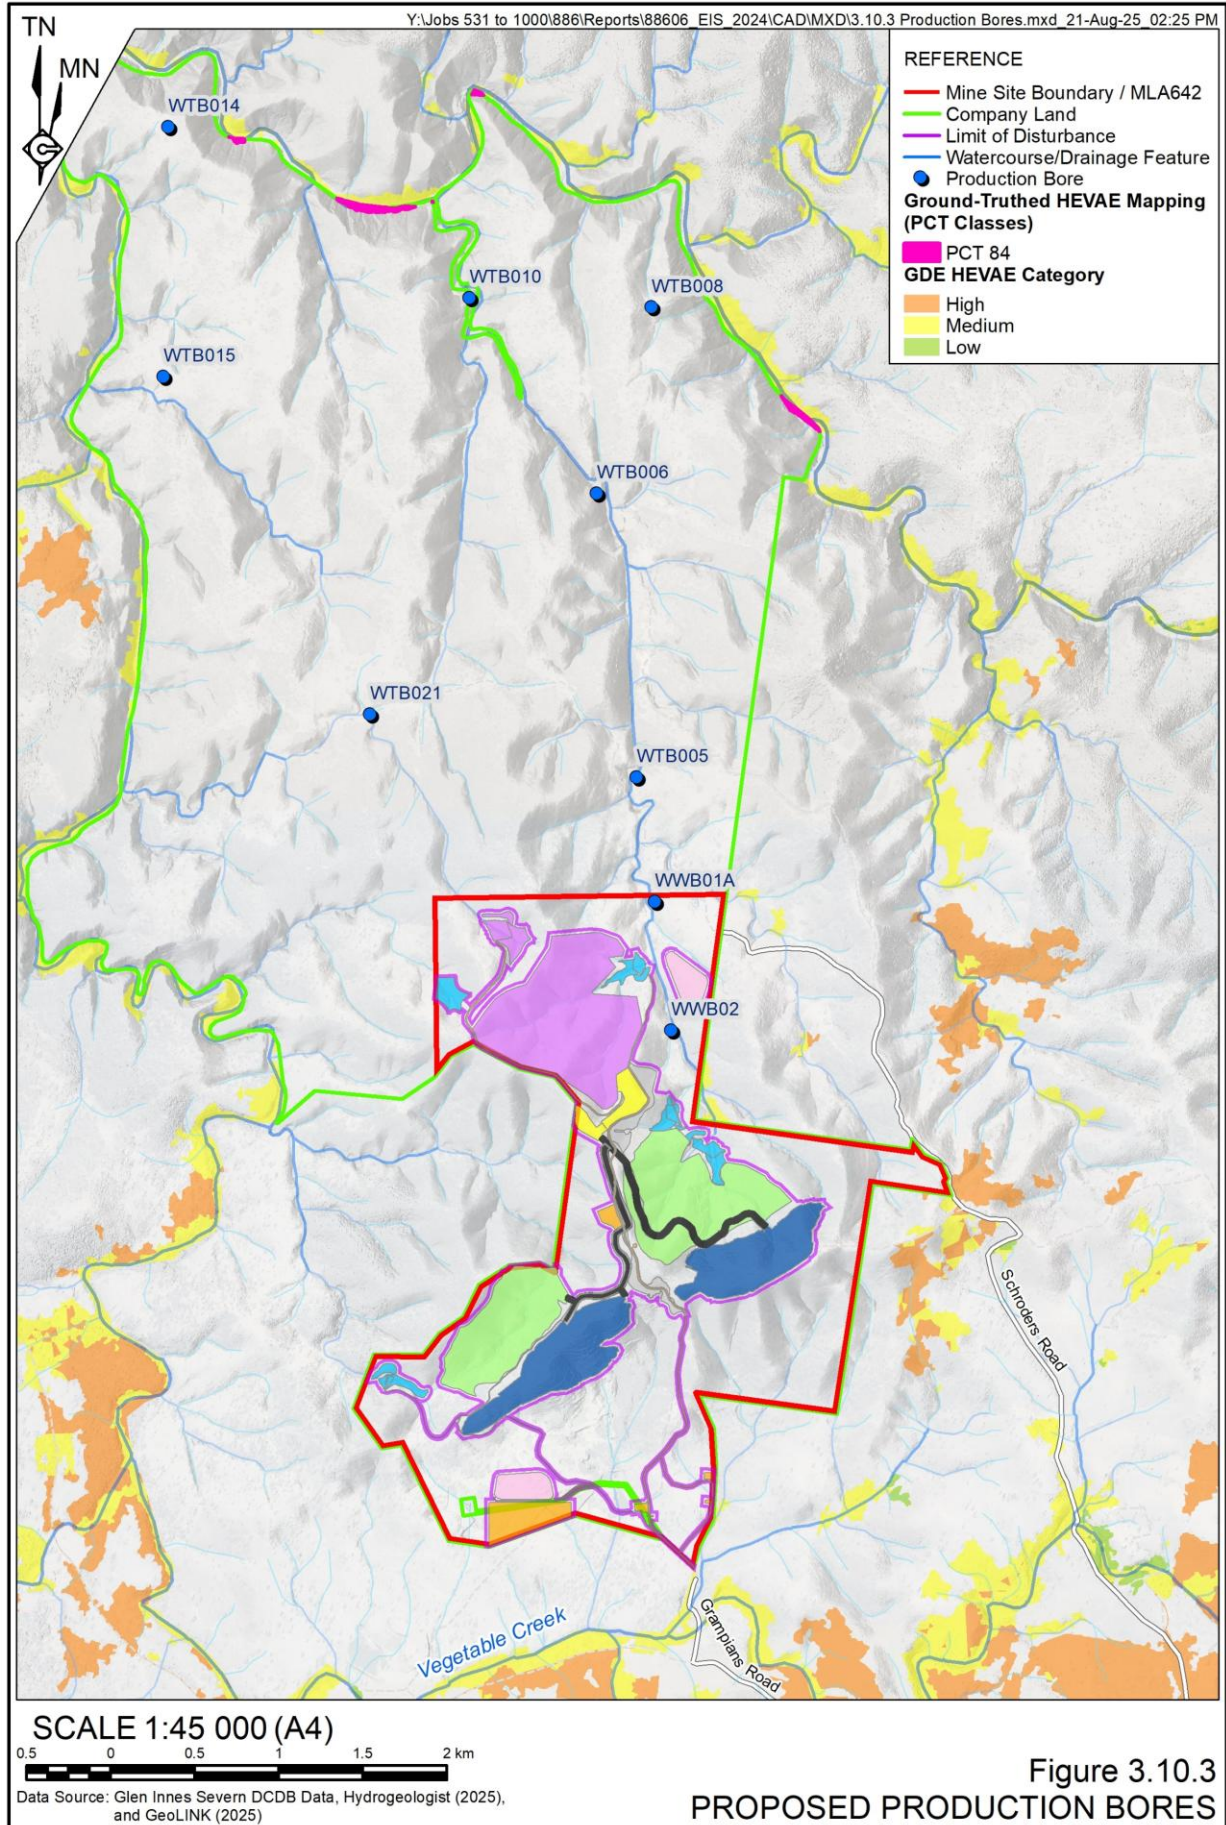 Y:\Jobs 531 to 1000\886\Reports\88606_EIS_2024\CAD\MXD\3.10.3 Production Bores.mxd_21-Aug-25_02:25 PM
TN
MN
REFERENCE
Mine Site Boundary / MLA642
Company Land
Limit of Disturbance
Watercourse/Drainage Feature
Production Bore
Ground-Truthed HEVAE Mapping
(PCT Classes)
PCT 84
GDE HEVAE Category
High
Medium
Low
WTB014
WTB010
WTB008
WTB015
WTB006
WTB021
WTB005
WWB01A
WWB02
Schroders Road
Grampians Road
Vegetable Creek
SCALE 1:45 000 (A4)
0.5 0 0.5 1 1.5 2 km
Data Source: Glen Innes Severn DCDB Data, Hydrogeologist (2025),
and GeoLINK (2025)
Figure 3.10.3
PROPOSED PRODUCTION BORES